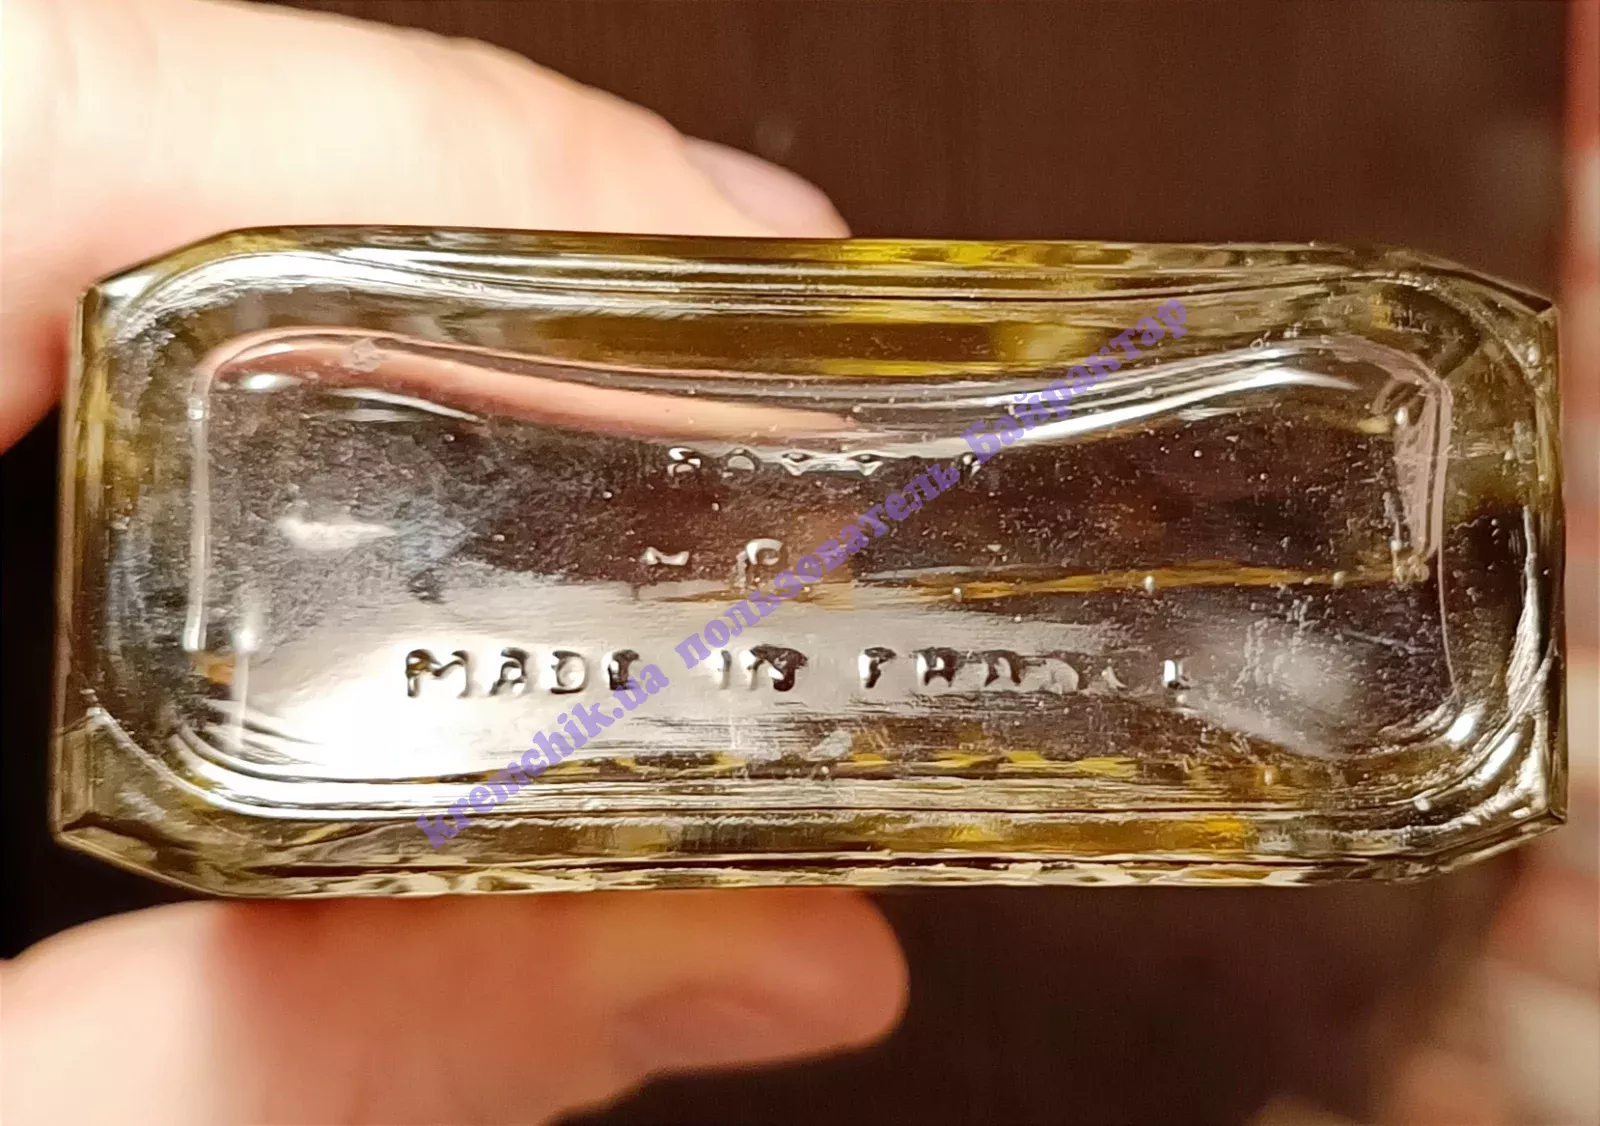 MADE IN FRANCE
kremchik.ua пользователь Байрактар